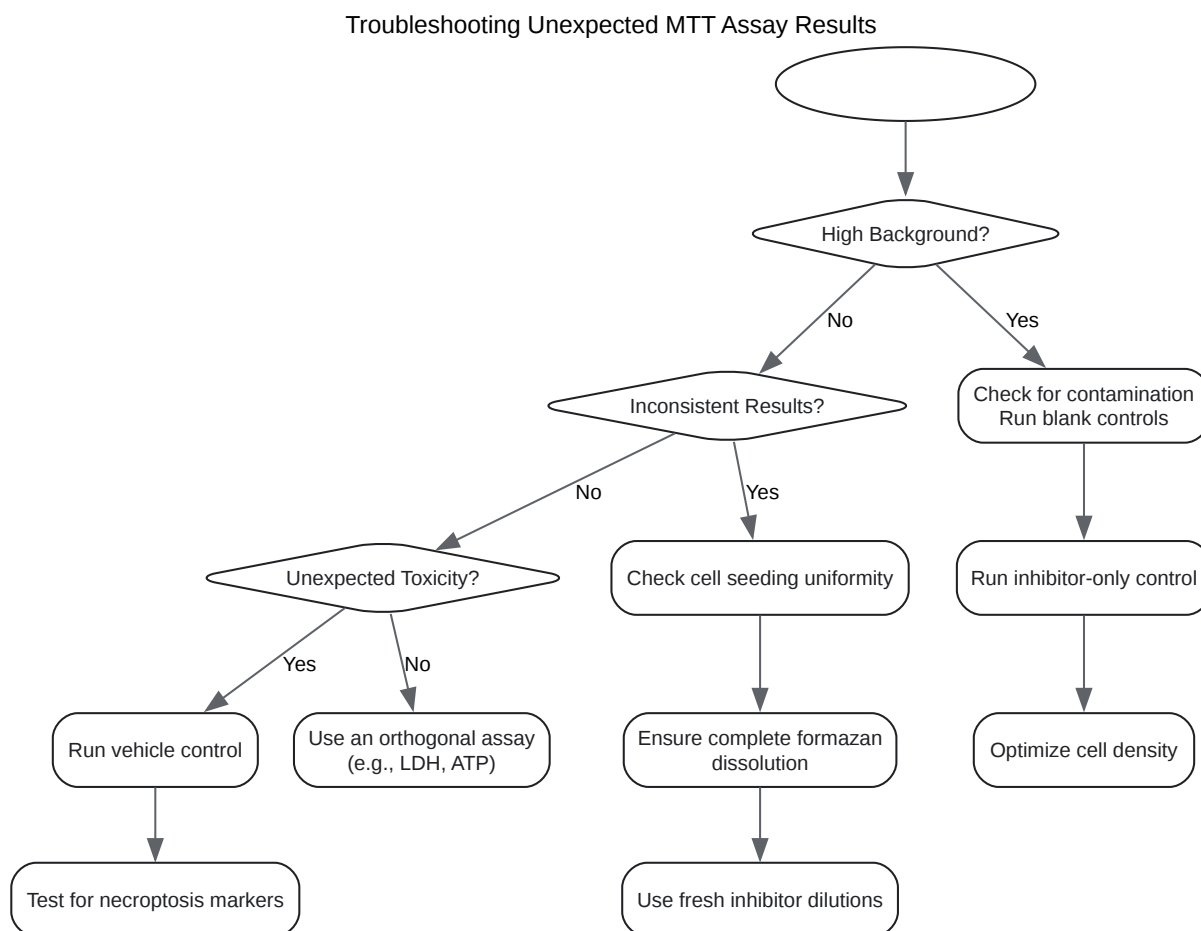 Troubleshooting Unexpected MTT Assay Results
High Background?
No
Yes
Inconsistent Results?
Check for contamination
Run blank controls
No
Yes
Unexpected Toxicity?
Check cell seeding uniformity
Run inhibitor-only control
Yes
No
Run vehicle control
Use an orthogonal assay
(e.g., LDH, ATP)
Ensure complete formazan
dissolution
Optimize cell density
Test for necroptosis markers
Use fresh inhibitor dilutions